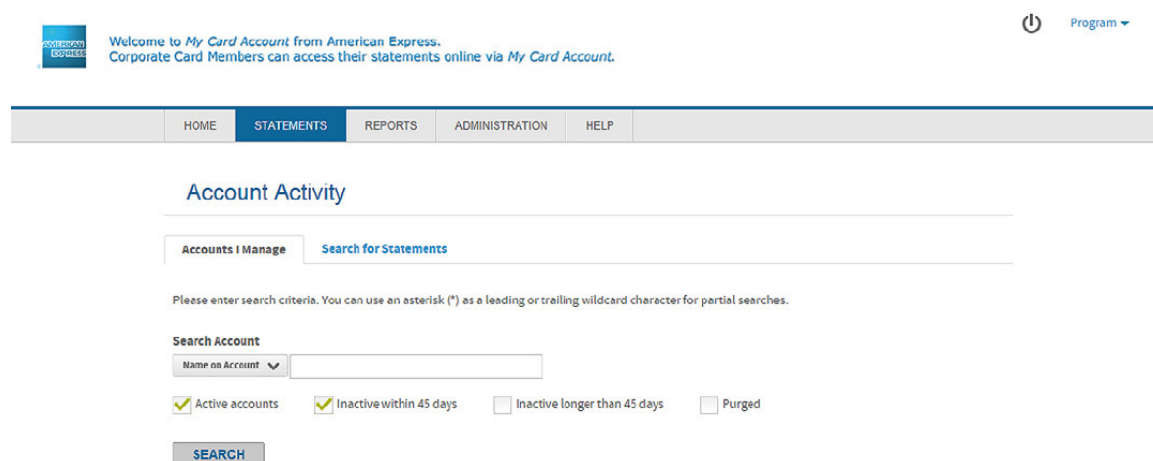 AMERICAN
EXPRESS
Program
Welcome to My Card Account from American Express.
Corporate Card Members can access their statements online via My Card Account.
HOME STATEMENTS REPORTS ADMINISTRATION HELP
Account Activity
Accounts I Manage Search for Statements
Please enter search criteria. You can use an asterisk (*) as a leading or trailing wildcard character for partial searches.
Search Account
Name on Account
Active accounts Inactive within 45 days Inactive longer than 45 days Purged
SEARCH